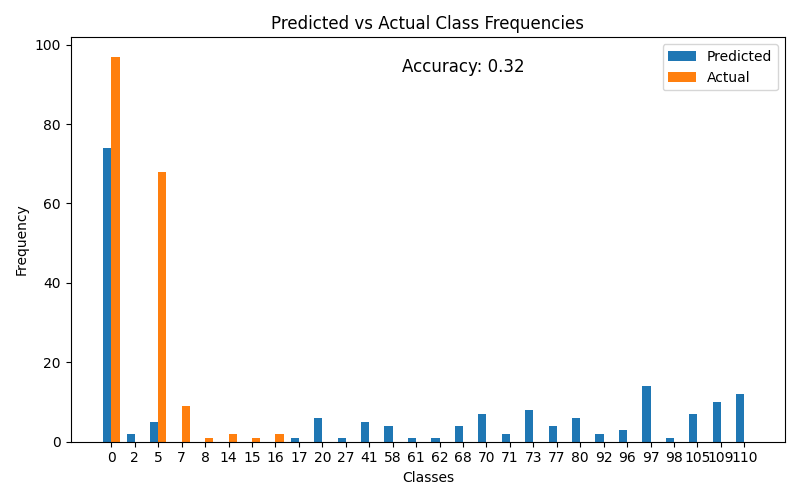 Predicted vs Actual Class Frequencies
Accuracy: 0.32
Predicted
Actual
100
80
60
40
20
0
Frequency
0 2 5 7 8 14 15 16 17 20 27 41 58 61 62 68 70 71 73 77 80 92 96 97 98 105 109 110
Classes